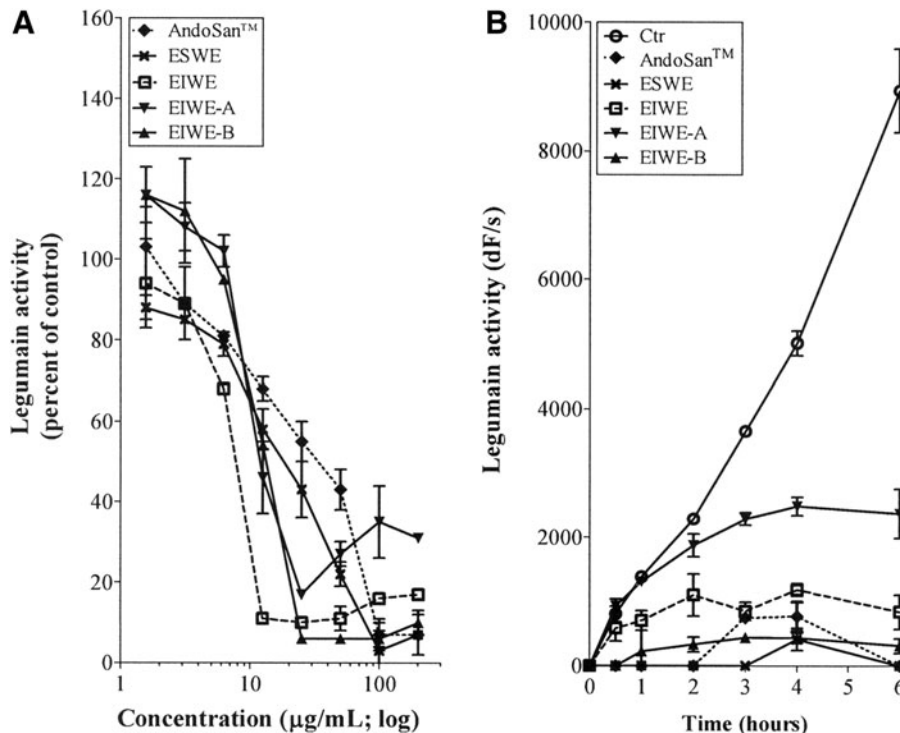 A
160
140
120
100
80
60
40
20
0
Legumain activity
(percent of control)
AndoSan™
ESWE
EIWE
EIWE-A
EIWE-B
1
10
100
Concentration (μg/mL; log)
B
10000
8000
6000
4000
2000
0
Legumain activity (dF/s)
Ctr
AndoSan™
ESWE
EIWE
EIWE-A
EIWE-B
0
1
2
3
4
5
6
Time (hours)